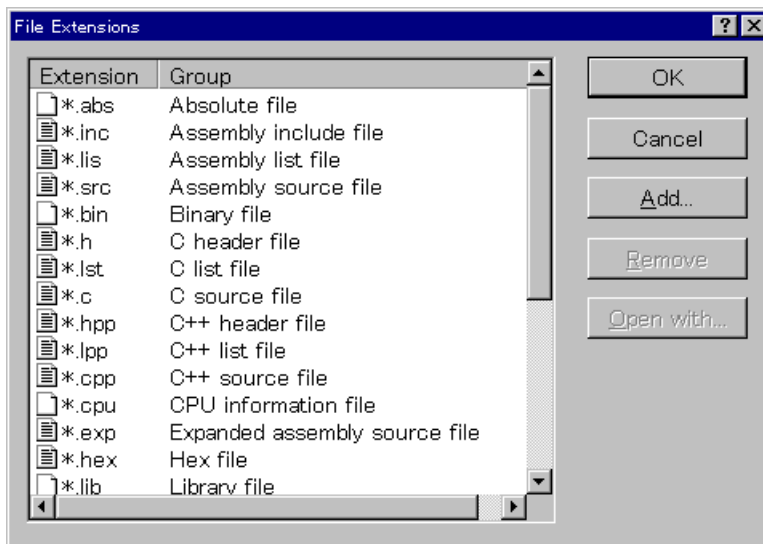 File Extensions
Extension Group
*.abs Absolute file
*.inc Assembly include file
*.lis Assembly list file
*.src Assembly source file
*.bin Binary file
*.h C header file
*.lst C list file
*.c C source file
*.hpp C++ header file
*.lpp C++ list file
*.cpp C++ source file
*.cpu CPU information file
*.exp Expanded assembly source file
*.hex Hex file
*.lib Library file
OK
Cancel
Add...
Remove
Open with...